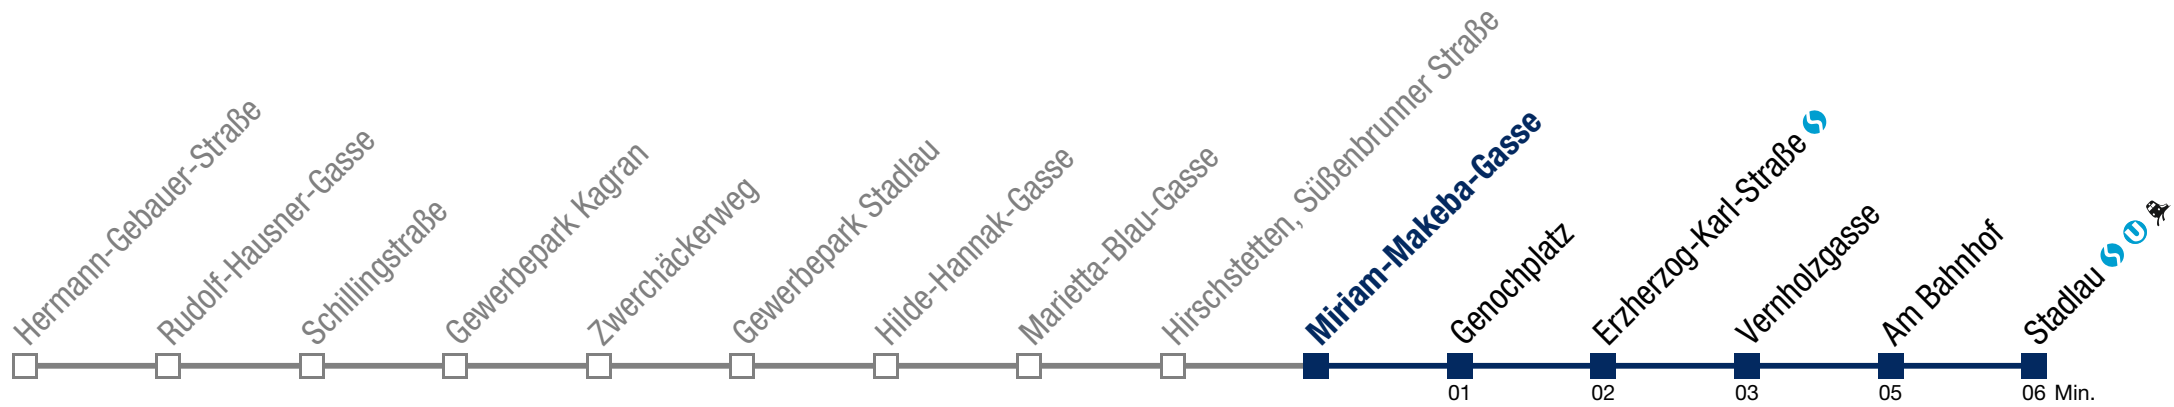 Hermann-Gebauer-Straße
Rudolf-Hausner-Gasse
Schillingstraße
Gewerbepark Kagran
Zwerchäckerweg
Gewerbepark Stadlau
Hilde-Hannak-Gasse
Marietta-Blau-Gasse
Hirschstetten, Süßenbrunner Straße
Miriam-Makeba-Gasse
Genochplatz
Erzherzog-Karl-Straße
Vernholzgasse
Am Bahnhof
Stadlau U
01 02 03 05 06 Min.